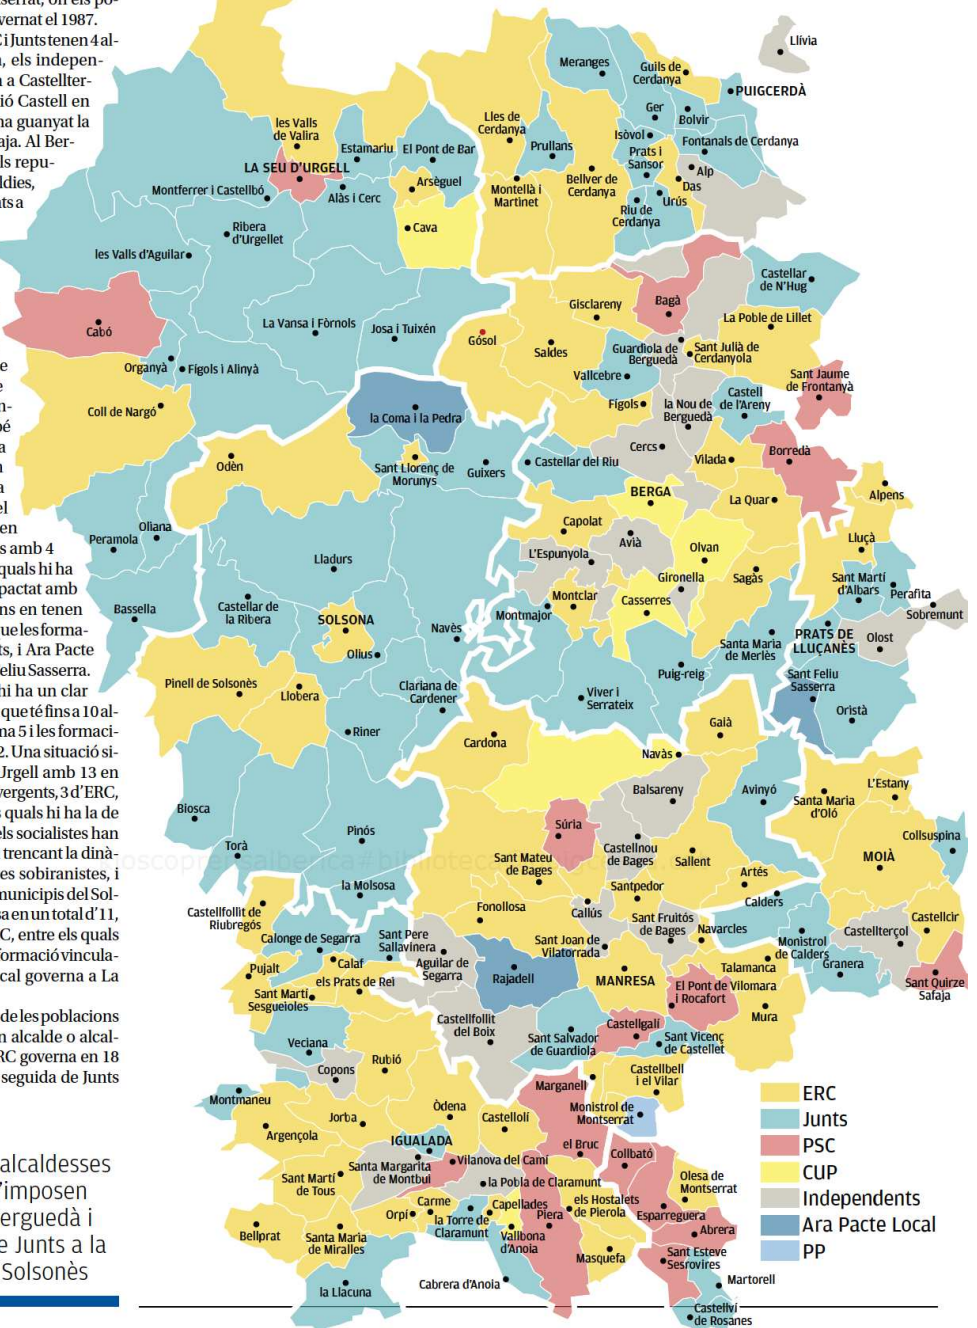 serrat, on els po-
vernat el 1987.
C i Junts tenen 4 al-
, els indepen-
n a Castellter-
ió Castell en
na guanyat la
aja. Al Ber-
ls repu-
ldies,
nts a
e
e
n-
pé
a
n
a
el
en
s amb 4
quals hi ha
pactat amb
ns en tenen
que les forma-
ts, i Ara Pacte
Feliu Sasserra.
hi ha un clar
que té fins a 10 al-
na 5 i les formaci-
2. Una situació si-
Urgell amb 13 en
vergents, 3 d'ERC,
s quals hi ha la de
els socialistes han
trencant la dinà-
es sobiranistes, i
municipis del Sol-
sa en un total d'11,
C, entre els quals
formació vincula-
cal governa a La
de les poblacions
n alcalde o alcal-
RC governa en 18
seguida de Junts
alcaldesses
'imposen
erguedà i
e Junts a la
Solsonès
Llívia
Meranges
Guils de
Cerdanya
PUIGCERDÀ
Ger
Bolvir
Lles de
Cerdanya
les Valls
de Valira
Isòvol
Fontanals de Cerdanya
Estamariu
El Pont de Bar
Prullans
Prats i
Sansor
Alp
LA SEU D'URGELL
Bellver de
Cerdanya
Das
Arsèguel
Montferrer i Castellbó
Alàs i Cerc
Montellà i
Martinet
Urús
Riu de
Cerdanya
Ribera
d'Urgellet
Cava
les Valls d'Aguilar
Castellar
de N'Hug
Bagà
Gisclareny
La Poble de Lillet
Cabó
La Vansa i Fòrnols
Josa i Tuixén
Gósol
Saldes
Guardiola de
Berguedà
Sant Julià de
Cerdanyola
Organyà
Fígols i Alinyà
Vallcebre
Sant Jaume
de Frontanyà
Castell
de l'Areny
Coll de Nargó
la Coma i la Pedra
Fígols
la Nou de
Berguedà
Cercs
Borredà
Odèn
Sant Llorenç de
Morunys
Guixers
Castellar del Riu
Vilada
BERGA
La Quar
Alpens
Capolat
Oliana
Peramola
Avià
Lluçà
L'Espunyola
Olvan
Lladurs
Gironella
Sagàs
Sant Martí
d'Albars
Perafita
Montclar
Casserres
Bassella
Castellar de
la Ribera
Montmajor
Sobremunt
SOLSONA
Navès
PRATS DE
LLUÇANÈS
Olost
Santa Maria
de Merlès
Olius
Puig-reig
Sant Feliu
Sasserra
Pinell de Solsonès
Llobera
Clariana de
Cardener
Viver i
Serrateix
Oristà
Gaià
Riner
Cardona
Navàs
L'Estany
Balsareny
Avinyó
Santa Maria
d'Oló
Biosca
Súria
Collsuspina
Pinós
Torà
Castellnou
de Bages
MOIÀ
kioscoprensaiberica#biblioteca
Sant Mateu
de Bages
Sallent
Artés
la Molsosa
Santpedor
Calders
Castellfollit de
Riubregós
Fonollosa
Callús
Sant Fruitós
de Bages
Castellcir
Navarcles
Castellterçol
Calonge de Segarra
Sant Pere
Sallavinera
Sant Joan de
Vilatorrada
Monistrol
de Calders
Calaf
Aguilar de
Segarra
Granera
Pujalt
Rajadell
MANRESA
Talamanca
els Prats de Rei
El Pont de Vilomara
i Rocafort
Sant Quirze
Safaja
Sant Martí
Sesgueioles
Mura
Castellfollit
del Boix
Castellgalí
Veciana
Sant Salvador
de Guardiola
Sant Vicenç
de Castellet
Rubió
Copons
Castellbell
i el Vilar
Marganell
Montmaneu
Òdena
Monistrol de
Montserrat
Jorba
Castellolí
Argençola
IGUALADA
el Bruc
Collbató
Santa Margarita
de Montbui
Vilanova del Camí
Sant Martí
de Tous
la Pobla de Claramunt
Olesa de
Montserrat
Carme
Capellades
els Hostalets
de Pierola
Orpí
la Torre de
Claramunt
Piera
Esparreguera
Bellprat
Santa Maria
de Miralles
Vallbona
d'Anoia
Abrera
Masquefa
Sant Esteve
Sesrovires
Martorell
la Llacuna
Cabrera d'Anoia
Castellví
de Rosanes
ERC
Junts
PSC
CUP
Independents
Ara Pacte Local
PP